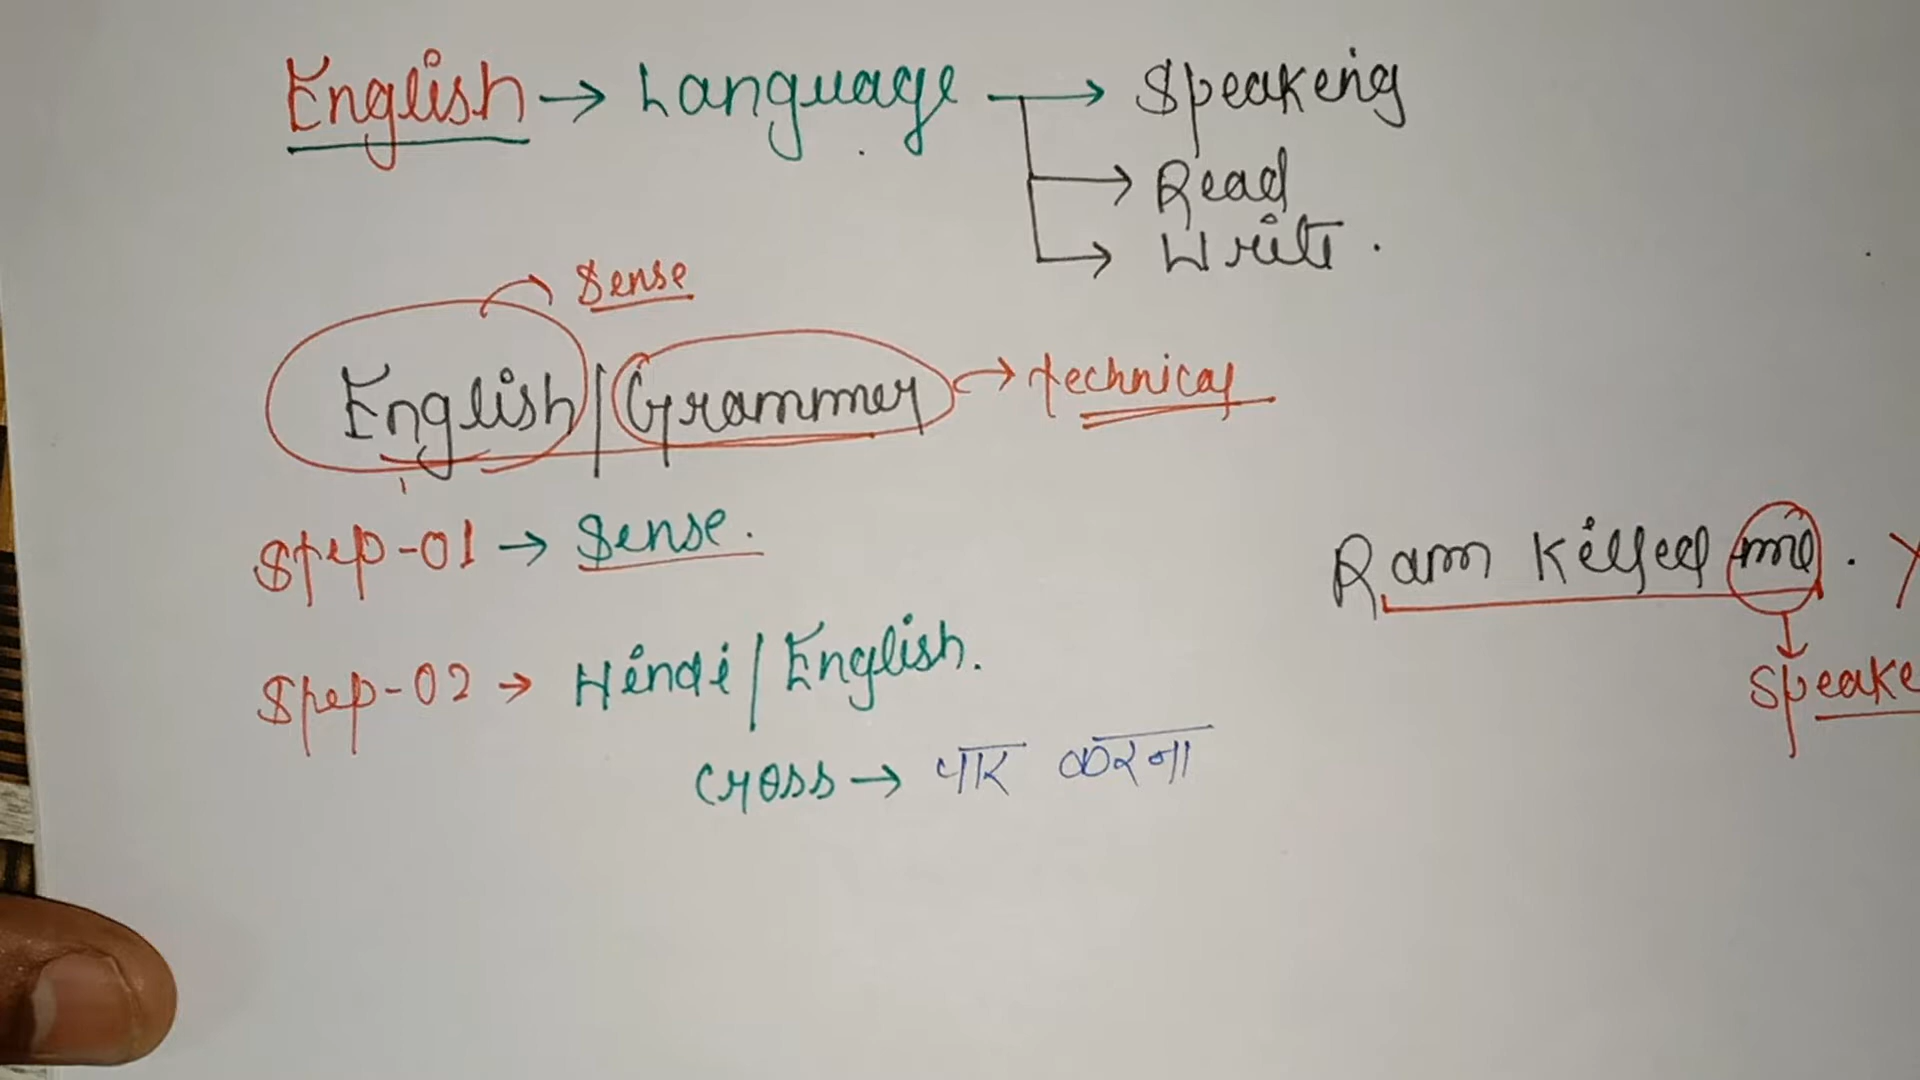 English → Language → Speakeing
→ Read
→ Write.
Sense
English/Grammer → technical
Step-01 → Sense.
Ram killed me.
Speake
Step-02 → Hindi/English.
Cross → पार करना